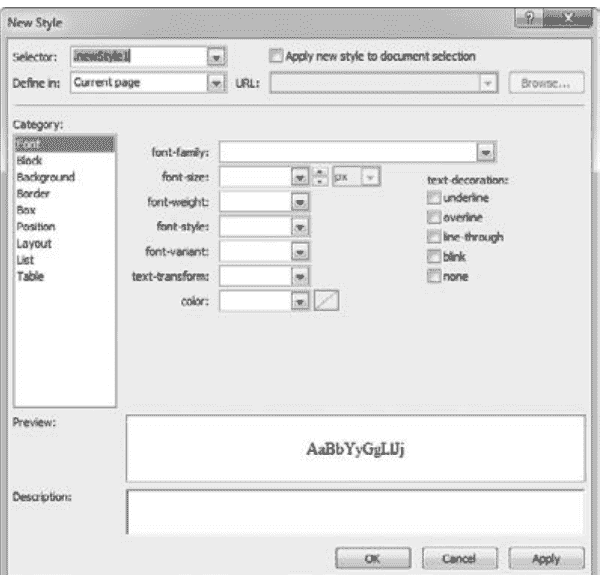 New Style
Selector: .newStyle1 Apply new style to document selection
Define in: Current page URL: Browse...
Category:
Font
Block
Background
Border
Box
Position
Layout
List
Table
font-family:
font-size: px
font-weight:
font-style:
font-variant:
text-transform:
color:
text-decoration:
underline
overline
line-through
blink
none
Preview:
AaBbYyGgLlJj
Description:
OK Cancel Apply